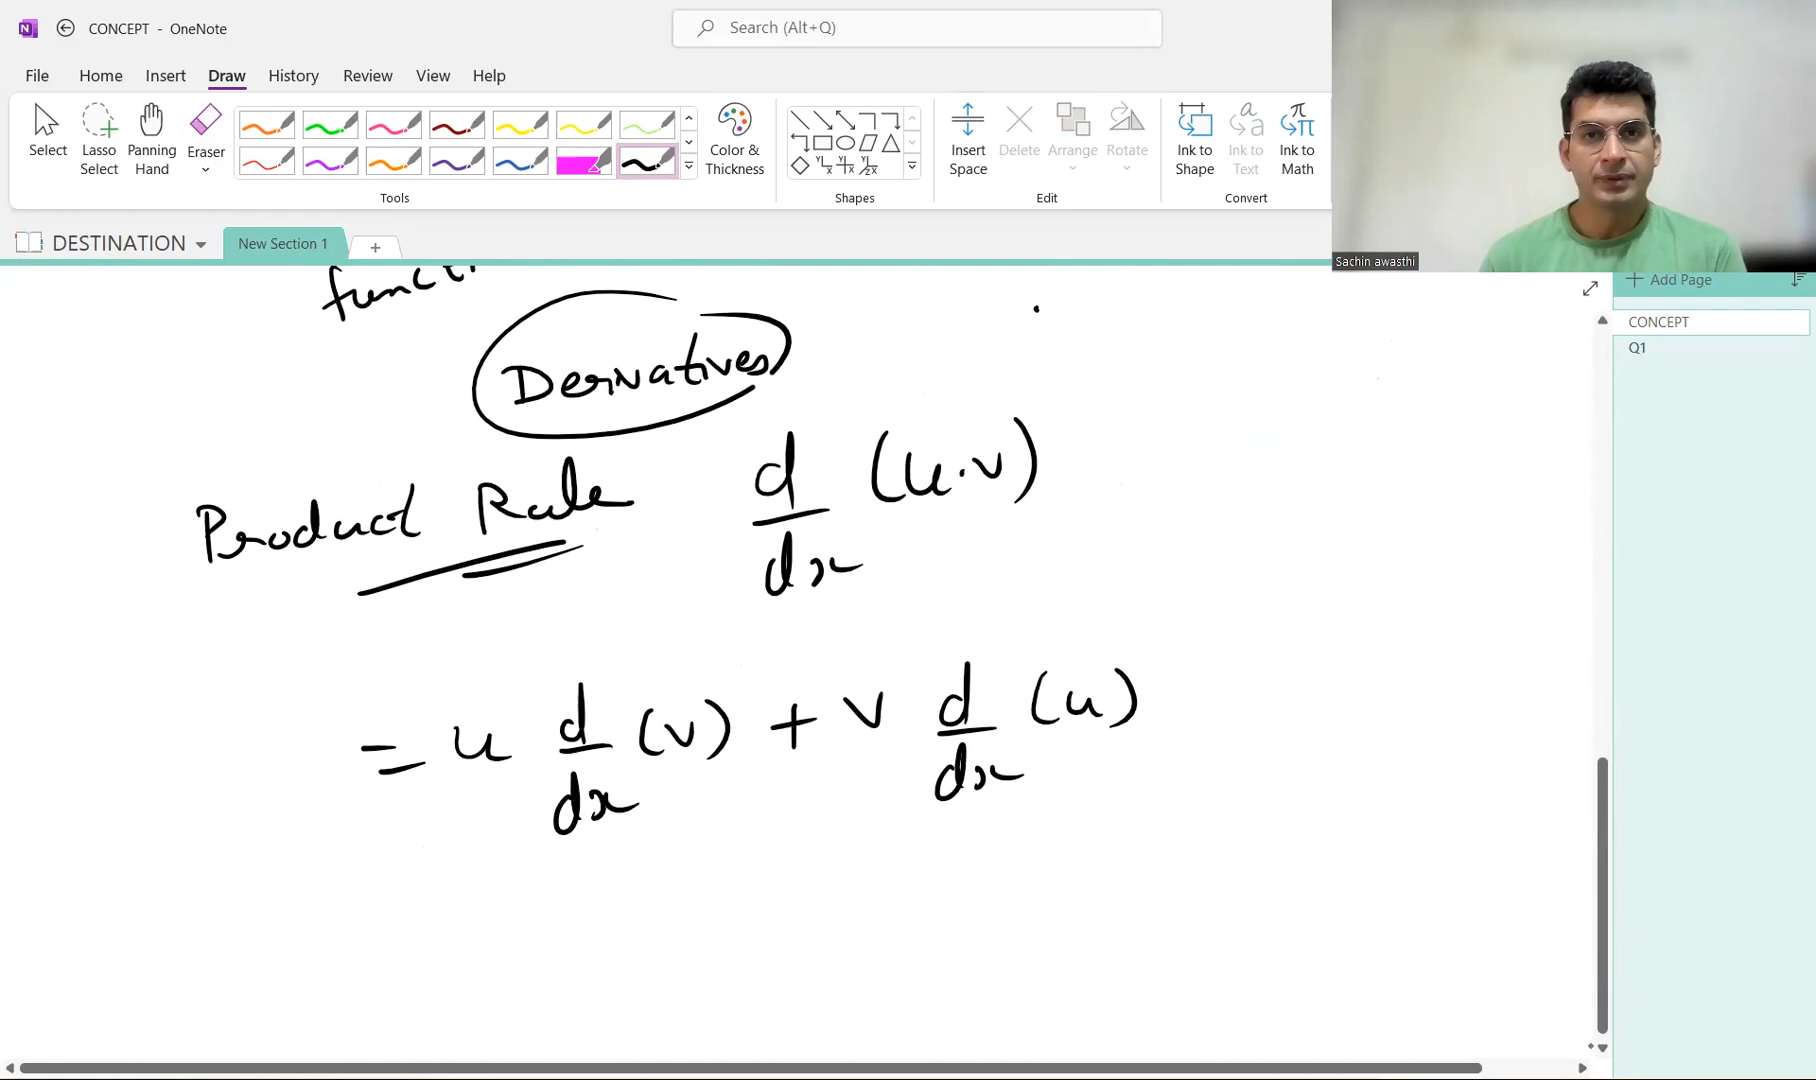 CONCEPT - OneNote
Search (Alt+Q)
File Home Insert Draw History Review View Help
Select
Lasso Select
Panning Hand
Eraser
Color & Thickness
Insert Space
Delete
Arrange
Rotate
Ink to Shape
Ink to Text
Ink to Math
Tools
Shapes
Edit
Convert
DESTINATION
New Section 1
Sachin awasthi
Add Page
CONCEPT
Q1
functi
Derivatives
Product Rule d/dx (u.v)
= u d/dx (v) + v d/dx (u)